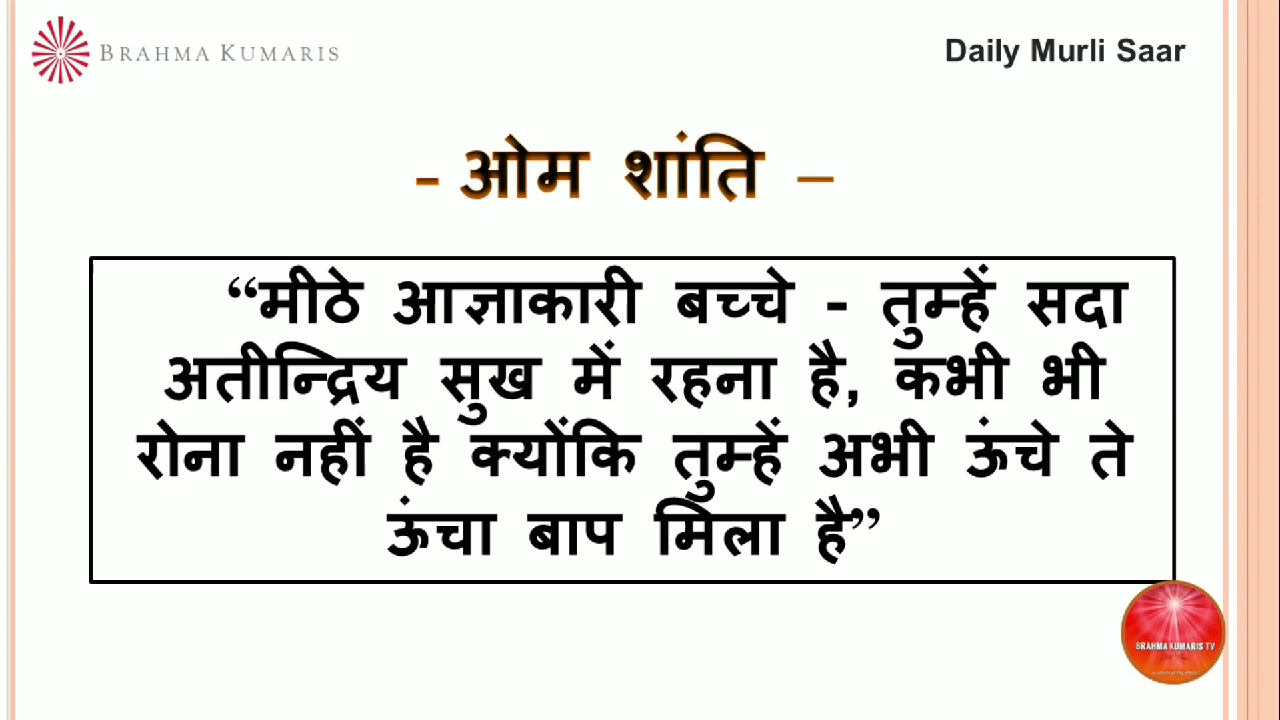 BRAHMA KUMARIS
Daily Murli Saar
- ओम शांति –
“मीठे आज्ञाकारी बच्चे - तुम्हें सदा
अतीन्द्रिय सुख में रहना है, कभी भी
रोना नहीं है क्योंकि तुम्हें अभी ऊंचे ते
ऊंचा बाप मिला है”
BRAHMA KUMARIS TV